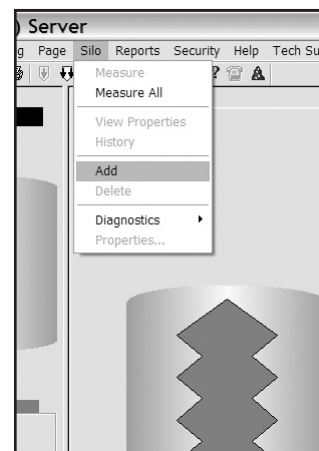 ) Server
g Page Silo Reports Security Help Tech Su
?
Measure
Measure All
View Properties
History
Add
Delete
Diagnostics
Properties...